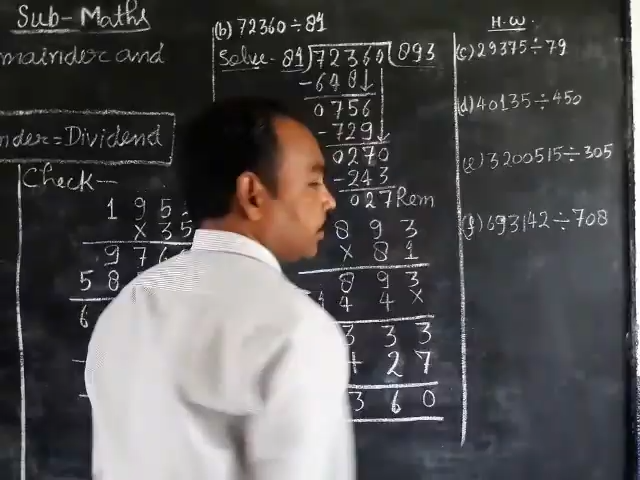 Sub-Maths
mainder and
nder=Dividend
Check—
1 9 5
x 3 5
9 7 6
5 8
6
(b) 72360÷81
Solve- 81)72360(893
-648↓
0756
-729↓
0270
-243
027 Rem
8 9 3
x 8 1
8 9 3
4 4 x
3 3 3
+ 2 7
3 6 0
H.W.
(c) 29375÷79
(d) 40135÷450
(e) 3200515÷305
(f) 693142÷708